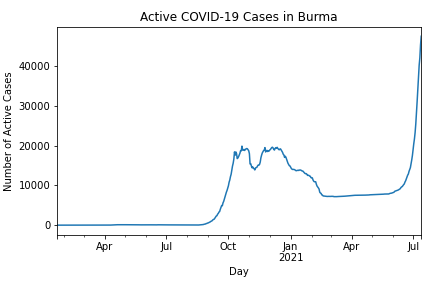 Active COVID-19 Cases in Burma
Number of Active Cases
40000
30000
20000
10000
0
Apr
Jul
Oct
Jan
2021
Apr
Jul
Day